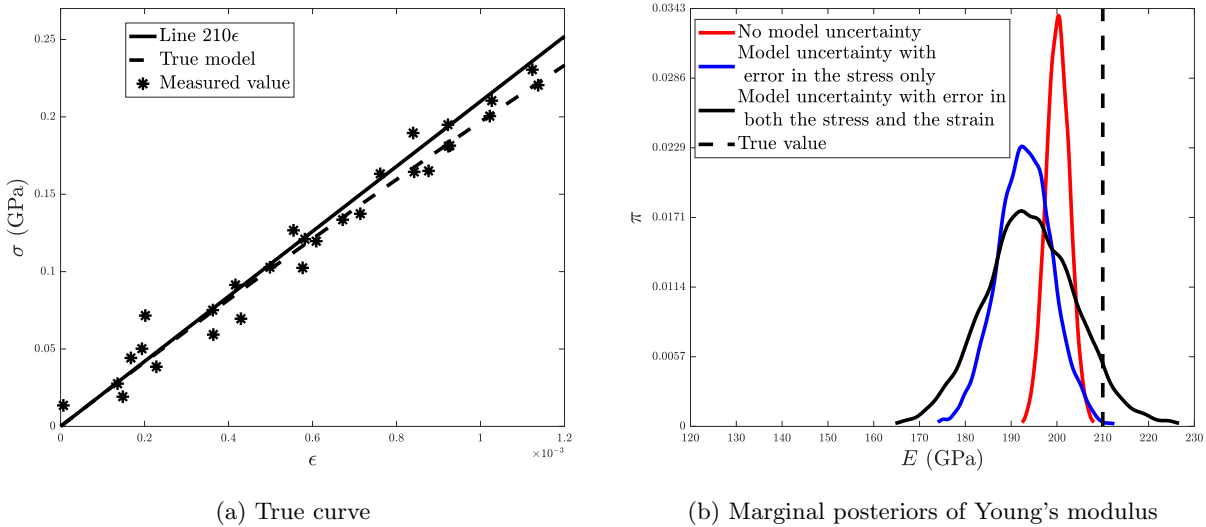 Line 210ϵ
True model
Measured value
0.25
0.2
0.15
0.1
0.05
0
σ (GPa)
0
0.2
0.4
0.6
0.8
1
1.2
×10⁻³
ϵ
(a) True curve
No model uncertainty
Model uncertainty with
error in the stress only
Model uncertainty with error in
both the stress and the strain
True value
0.0343
0.0286
0.0229
0.0171
0.0114
0.0057
0
π
120
130
140
150
160
170
180
190
200
210
220
230
E (GPa)
(b) Marginal posteriors of Young's modulus